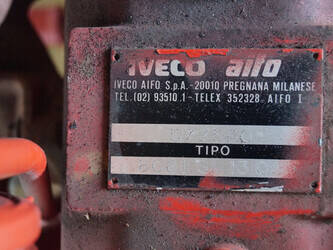 IVECO aifo
IVECO AIFO S.p.A.-20010 PREGNANA MILANESE
TEL.(02) 93510.1-TELEX 352328 AIFO I
TIPO